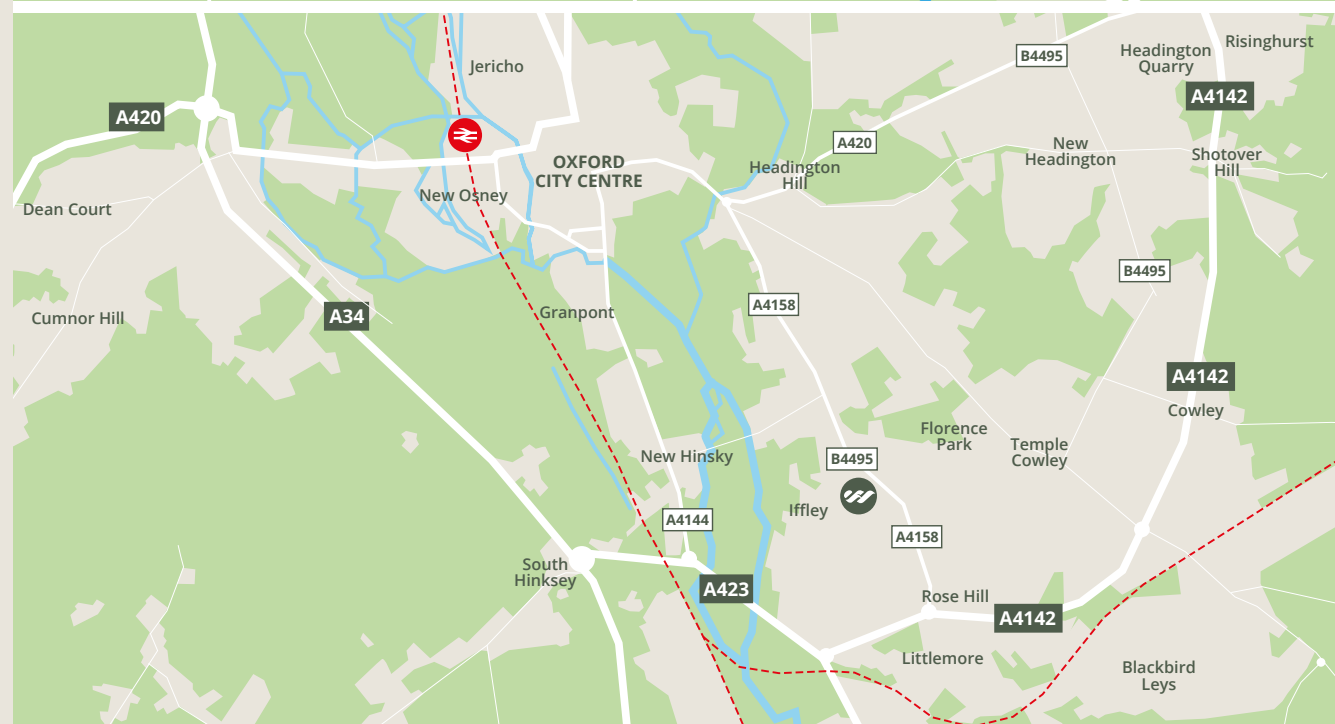 Jericho
B4495
Headington
Quarry
Risinghurst
A4142
A420
A420
OXFORD
CITY CENTRE
Headington
Hill
New
Headington
Shotover
Hill
Dean Court
New Osney
B4495
Cumnor Hill
A34
Granpont
A4158
A4142
Cowley
Florence
Park
Temple
Cowley
New Hinsky
B4495
Iffley
A4144
A4158
South
Hinksey
A423
Rose Hill
A4142
Littlemore
Blackbird
Leys